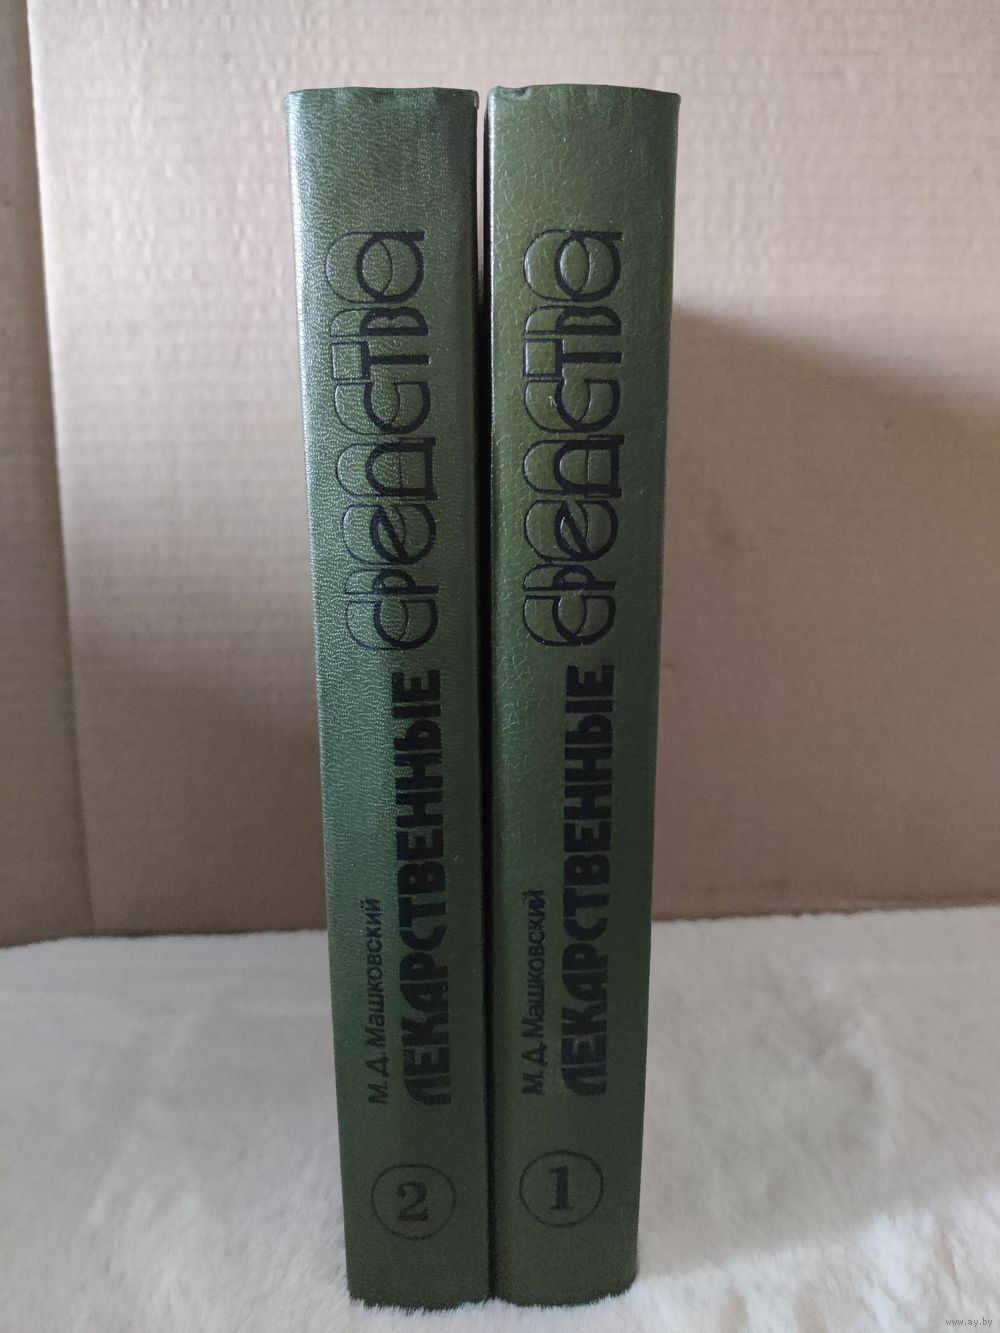 М. Д. Машковский
ЛЕКАРСТВЕННЫЕ средства
2
М. Д. Машковский
ЛЕКАРСТВЕННЫЕ средства
1
www.ay.by